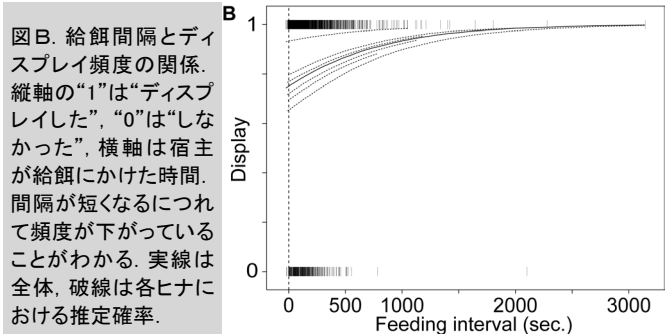 図B. 給餌間隔とディ
スプレイ頻度の関係.
縦軸の“1”は“ディスプ
レイした”, “0”は“しな
かった”, 横軸は宿主
が給餌にかけた時間.
間隔が短くなるにつれ
て頻度が下がっている
ことがわかる. 実線は
全体, 破線は各ヒナに
おける推定確率.
B
1
Display
0
0 500 1000 2000 3000
Feeding interval (sec.)